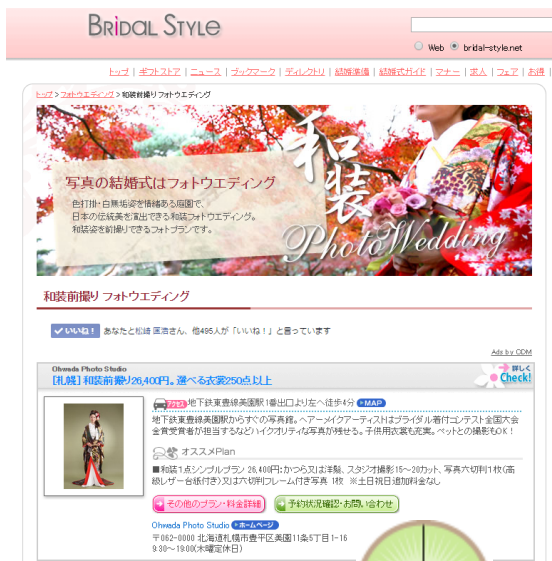 BRiDAL STYLE
Web bridal-style.net
トップ | ギフトストア | ニュース | ブックマーク | ディレクトリ | 結婚準備 | 結婚式ガイド | マナー | 求人 | フェア | お得 |
トップ > フォトウエディング > 和装前撮りフォトウエディング
和装
Photo Wedding
写真の結婚式はフォトウエディング
色打掛・白無垢姿を情緒ある庭園で、
日本の伝統美を演出できる和装フォトウエディング。
和装姿を前撮りできるフォトプランです。
和装前撮り フォトウエディング
いいね! あなたと松崎 匡浩さん、他495人が「いいね!」と言っています
Ads by ODM
Ohwada Photo Studio
【札幌】和装前撮り26,400円。選べる衣裳250点以上
詳しく
Check!
アクセス 地下鉄東豊線美園駅1番出口より左へ徒歩4分 MAP
地下鉄東豊線美園駅からすぐの写真館。ヘアーメイクアーティストはブライダル着付コンテスト全国大会
金賞受賞者が担当するなどハイクオリティな写真が残せる。子供用衣裳も充実。ペットとの撮影もOK!
オススメPlan
■和装1点シンプルプラン 26,400円:かつら又は洋髪、スタジオ撮影15~20カット、写真六切判1枚(高
級レザー台紙付き)又は六切判フレーム付き写真 1枚 ※土日祝日追加料金なし
その他のプラン・料金詳細
予約状況確認・お問い合わせ
Ohwada Photo Studio ホームページ
〒062-0000 北海道札幌市豊平区美園11条5丁目1-16
9:30~19:00(木曜定休日)